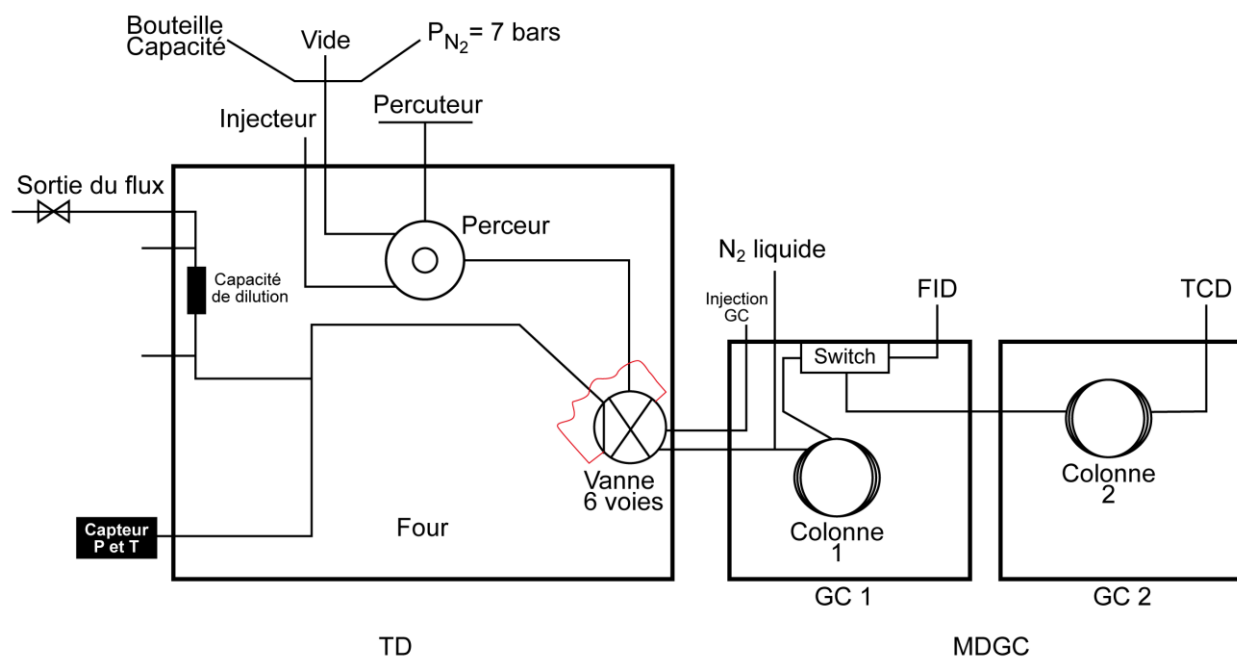 Bouteille
Capacité
Vide
P_N₂ = 7 bars
Injecteur
Percuteur
Sortie du flux
Perceur
Capacité
de dilution
N₂ liquide
Injection
GC
FID
TCD
Switch
Vanne
6 voies
Colonne
1
Colonne
2
Capteur
P et T
Four
GC 1
GC 2
TD
MDGC